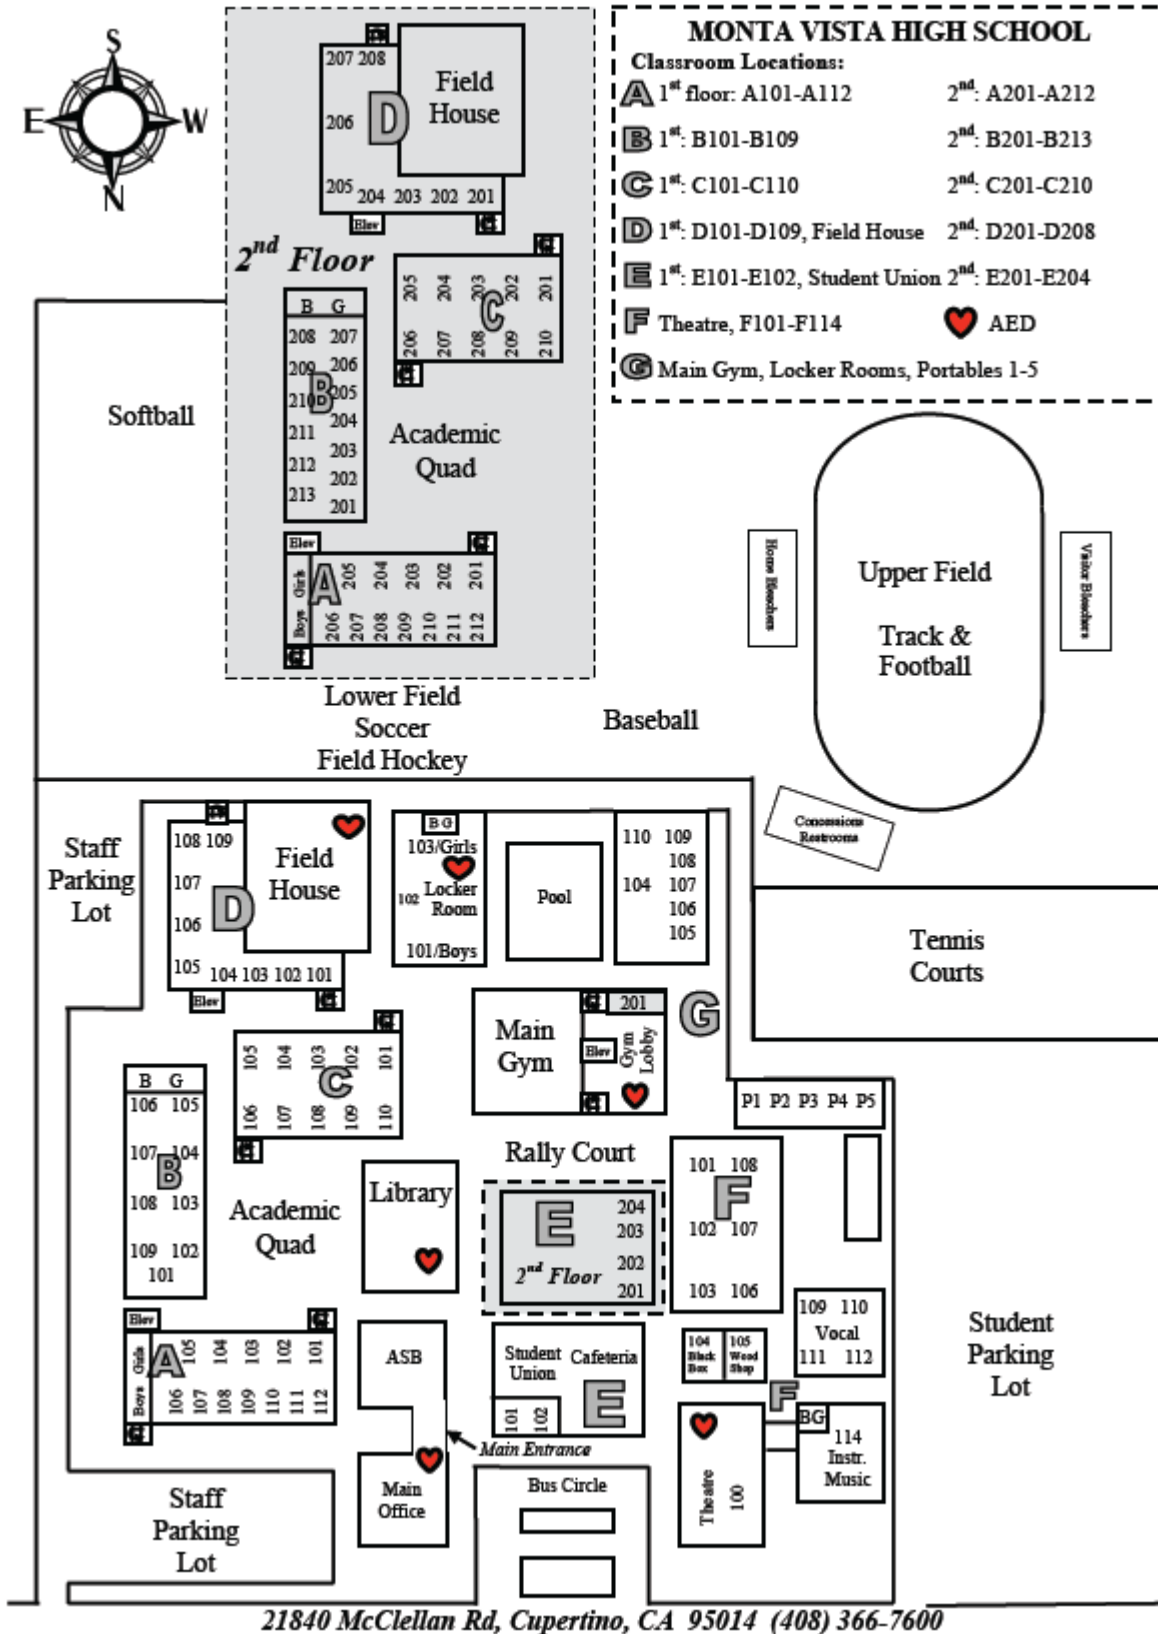 S
E W
N
MONTA VISTA HIGH SCHOOL
Classroom Locations:
A 1st floor: A101-A112 2nd: A201-A212
B 1st: B101-B109 2nd: B201-B213
C 1st: C101-C110 2nd: C201-C210
D 1st: D101-D109, Field House 2nd: D201-D208
E 1st: E101-E102, Student Union 2nd: E201-E204
F Theatre, F101-F114 AED
G Main Gym, Locker Rooms, Portables 1-5
207 208
Field
House
D
206
205
204 203 202 201
Elev
2nd Floor
205 204 203 202 201
C
206 207 208 209 210
B G
208 207
209 206
B
210 205
211 204
212 203
213 202
201
Academic
Quad
Elev
Girls
A
205 204 203 202 201
Boys
206 207 208 209 210 211 212
Softball
Lower Field
Soccer
Field Hockey
Baseball
Home Bleachers
Upper Field
Track &
Football
Visitor Bleachers
Concessions
Restrooms
Tennis
Courts
Staff
Parking
Lot
108 109
Field
House
107
D
106
105
104 103 102 101
Elev
B G
103/Girls
102 Locker
Room
101/Boys
Pool
110 109
108
104 107
106
105
Main
Gym
201
Elev
Gym
Lobby
G
105 104 103 102 101
C
106 107 108 109 110
B G
106 105
107 104
B
108 103
109 102
101
Academic
Quad
Library
Rally Court
E
204
203
202
201
2nd Floor
P1 P2 P3 P4 P5
101 108
F
102 107
103 106
Elev
Girls
A
105 104 103 102 101
Boys
106 107 108 109 110 111 112
ASB
Student
Union
Cafeteria
101 102
E
104
Black
Box
105
Wood
Shop
109 110
Vocal
111 112
F
Student
Parking
Lot
Main Entrance
Main
Office
Bus Circle
Theatre
100
BG
114
Instr.
Music
Staff
Parking
Lot
21840 McClellan Rd, Cupertino, CA 95014 (408) 366-7600